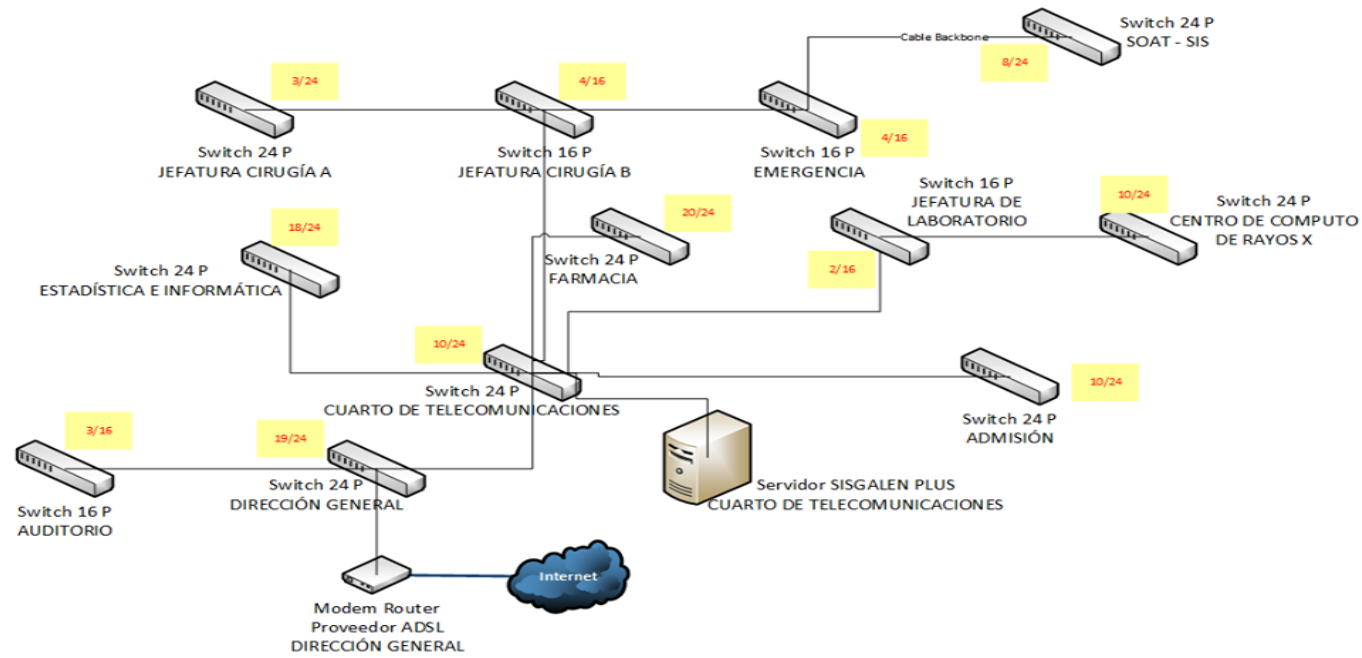 Switch 24 P
SOAT - SIS
Cable Backbone
8/24
3/24
4/16
4/16
Switch 24 P
JEFATURA CIRUGÍA A
Switch 16 P
JEFATURA CIRUGÍA B
Switch 16 P
EMERGENCIA
Switch 16 P
JEFATURA DE
LABORATORIO
10/24
Switch 24 P
CENTRO DE COMPUTO
DE RAYOS X
18/24
20/24
2/16
Switch 24 P
ESTADÍSTICA E INFORMÁTICA
Switch 24 P
FARMACIA
10/24
Switch 24 P
CUARTO DE TELECOMUNICACIONES
10/24
Switch 24 P
ADMISIÓN
3/16
19/24
Switch 16 P
AUDITORIO
Switch 24 P
DIRECCIÓN GENERAL
Servidor SISGALEN PLUS
CUARTO DE TELECOMUNICACIONES
Internet
Modem Router
Proveedor ADSL
DIRECCIÓN GENERAL